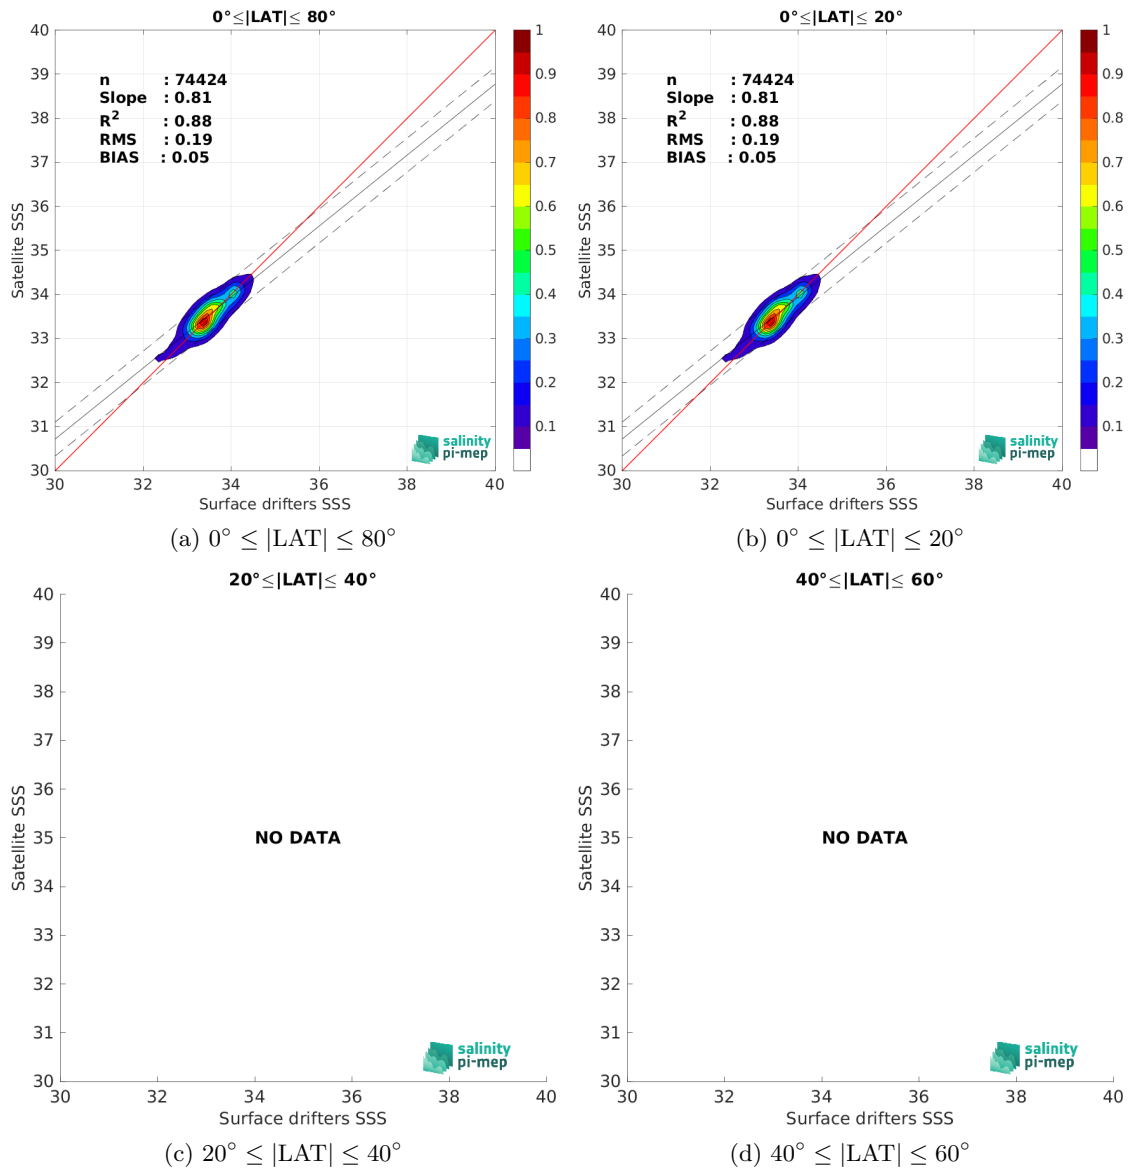 0°≤|LAT|≤ 80°
40
39
38
37
36
35
34
33
32
31
30
Satellite SSS
n : 74424
Slope : 0.81
R² : 0.88
RMS : 0.19
BIAS : 0.05
salinity
pi-mep
30 32 34 36 38 40
Surface drifters SSS
1
0.9
0.8
0.7
0.6
0.5
0.4
0.3
0.2
0.1
(a) 0° ≤ |LAT| ≤ 80°
0°≤|LAT|≤ 20°
40
39
38
37
36
35
34
33
32
31
30
Satellite SSS
n : 74424
Slope : 0.81
R² : 0.88
RMS : 0.19
BIAS : 0.05
salinity
pi-mep
30 32 34 36 38 40
Surface drifters SSS
1
0.9
0.8
0.7
0.6
0.5
0.4
0.3
0.2
0.1
(b) 0° ≤ |LAT| ≤ 20°
20°≤|LAT|≤ 40°
40
39
38
37
36
35
34
33
32
31
30
Satellite SSS
NO DATA
salinity
pi-mep
30 32 34 36 38 40
Surface drifters SSS
(c) 20° ≤ |LAT| ≤ 40°
40°≤|LAT|≤ 60°
40
39
38
37
36
35
34
33
32
31
30
Satellite SSS
NO DATA
salinity
pi-mep
30 32 34 36 38 40
Surface drifters SSS
(d) 40° ≤ |LAT| ≤ 60°